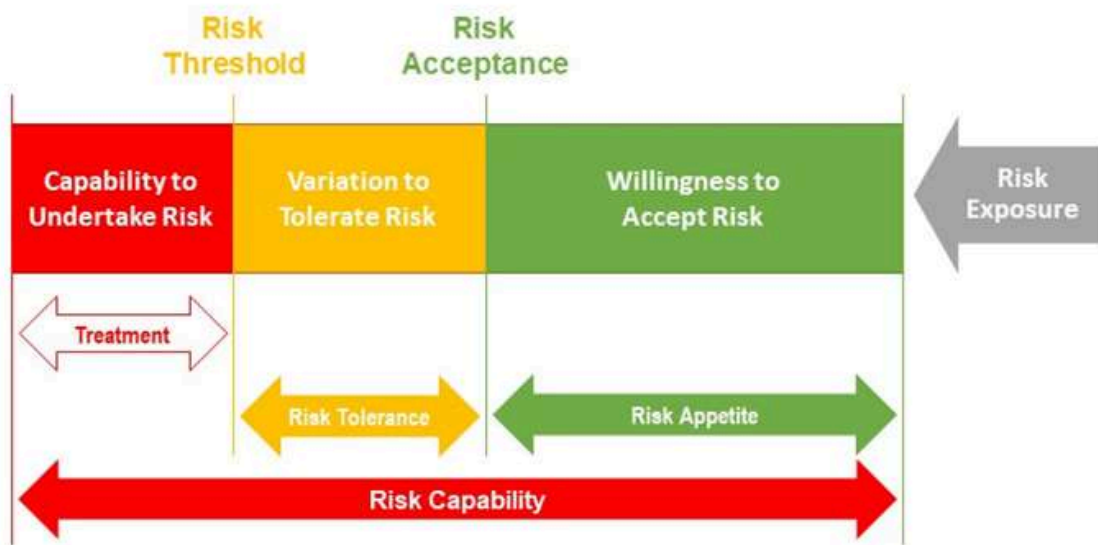 Risk
Threshold
Risk
Acceptance
Capability to
Undertake Risk
Variation to
Tolerate Risk
Willingness to
Accept Risk
Risk
Exposure
Treatment
Risk Tolerance
Risk Appetite
Risk Capability